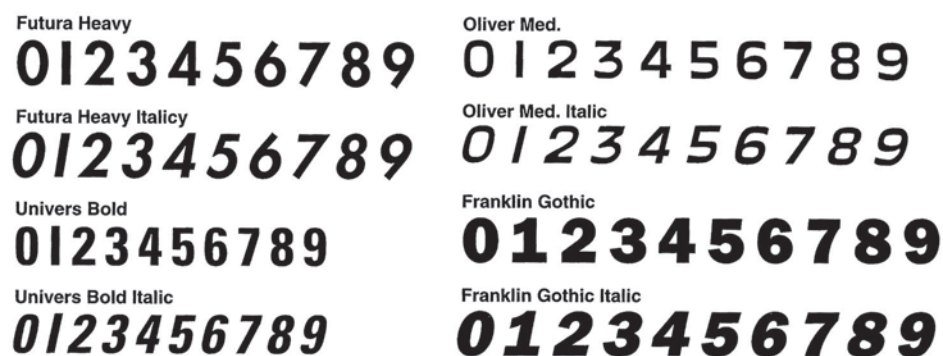 Futura Heavy
0123456789
Futura Heavy Italicy
0123456789
Univers Bold
0123456789
Univers Bold Italic
0123456789
Oliver Med.
0123456789
Oliver Med. Italic
0123456789
Franklin Gothic
0123456789
Franklin Gothic Italic
0123456789